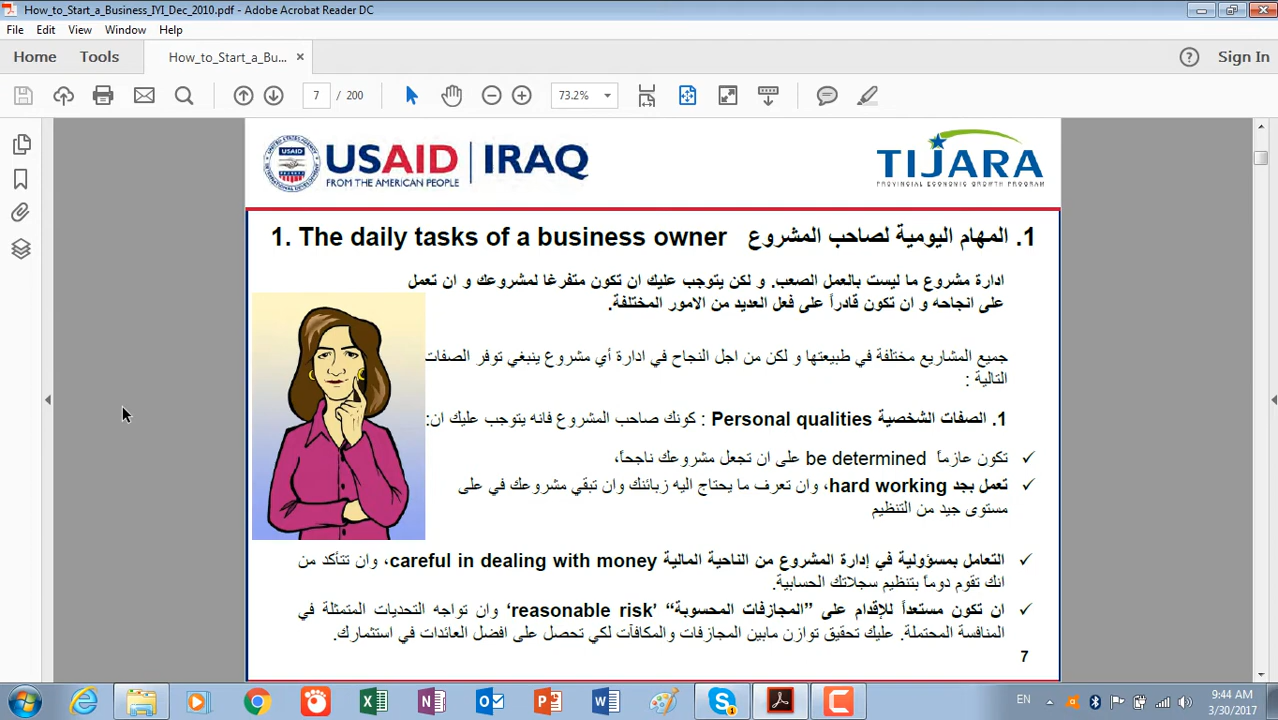 How_to_Start_a_Business_IYI_Dec_2010.pdf - Adobe Acrobat Reader DC
File Edit View Window Help
Home Tools How_to_Start_a_Bu... × Sign In
7 / 200 73.2%
USAID | IRAQ
FROM THE AMERICAN PEOPLE
USAID
TIJARA
PROVINCIAL ECONOMIC GROWTH PROGRAM
1. The daily tasks of a business owner 1. المهام اليومية لصاحب المشروع
ادارة مشروع ما ليست بالعمل الصعب. و لكن يتوجب عليك ان تكون متفرغا لمشروعك و ان تعمل
على انجاحه و ان تكون قادراً على فعل العديد من الامور المختلفة.
جميع المشاريع مختلفة في طبيعتها و لكن من اجل النجاح في ادارة أي مشروع ينبغي توفر الصفات
التالية :
1. الصفات الشخصية Personal qualities : كونك صاحب المشروع فانه يتوجب عليك ان:
✓ تكون عازماً be determined على ان تجعل مشروعك ناجحاً،
✓ تعمل بجد hard working، وان تعرف ما يحتاج اليه زبائنك وان تبقي مشروعك في على
مستوى جيد من التنظيم
✓ التعامل بمسؤولية في إدارة المشروع من الناحية المالية careful in dealing with money، وان تتأكد من
انك تقوم دوماً بتنظيم سجلاتك الحسابية.
✓ ان تكون مستعداً للإقدام على “المجازفات المحسوبة” ‘reasonable risk’ وان تواجه التحديات المتمثلة في
المنافسة المحتملة. عليك تحقيق توازن مابين المجازفات والمكافآت لكي تحصل على افضل العائدات في استثمارك.
7
EN 9:44 AM
3/30/2017